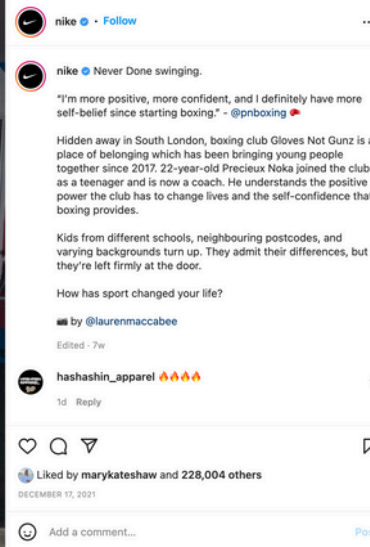 nike • Follow
nike Never Done swinging.
"I'm more positive, more confident, and I definitely have more
self-belief since starting boxing." - @pnboxing 🥊
Hidden away in South London, boxing club Gloves Not Gunz is a
place of belonging which has been bringing young people
together since 2017. 22-year-old Precieux Noka joined the club
as a teenager and is now a coach. He understands the positive
power the club has to change lives and the self-confidence that
boxing provides.
Kids from different schools, neighbouring postcodes, and
varying backgrounds turn up. They admit their differences, but
they're left firmly at the door.
How has sport changed your life?
📷 by @laurenmaccabee
Edited · 7w
hashashin_apparel 🔥🔥🔥🔥
1d Reply
Liked by marykateshaw and 228,004 others
DECEMBER 17, 2021
Add a comment...
Pos